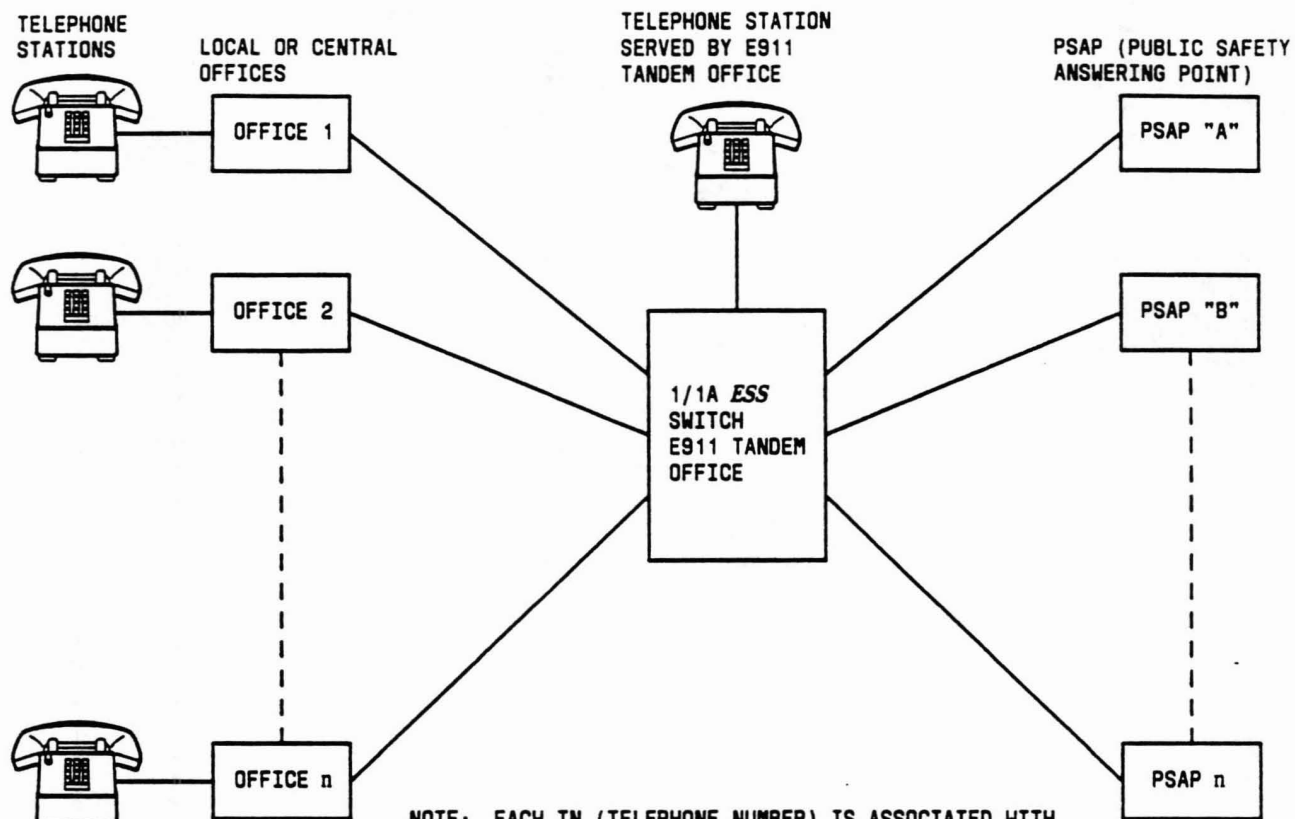 TELEPHONE
STATIONS
LOCAL OR CENTRAL
OFFICES
TELEPHONE STATION
SERVED BY E911
TANDEM OFFICE
PSAP (PUBLIC SAFETY
ANSWERING POINT)
OFFICE 1
PSAP "A"
OFFICE 2
PSAP "B"
1/1A ESS
SWITCH
E911 TANDEM
OFFICE
OFFICE n
PSAP n
NOTE: EACH TN (TELEPHONE NUMBER) IS ASSOCIATED WITH